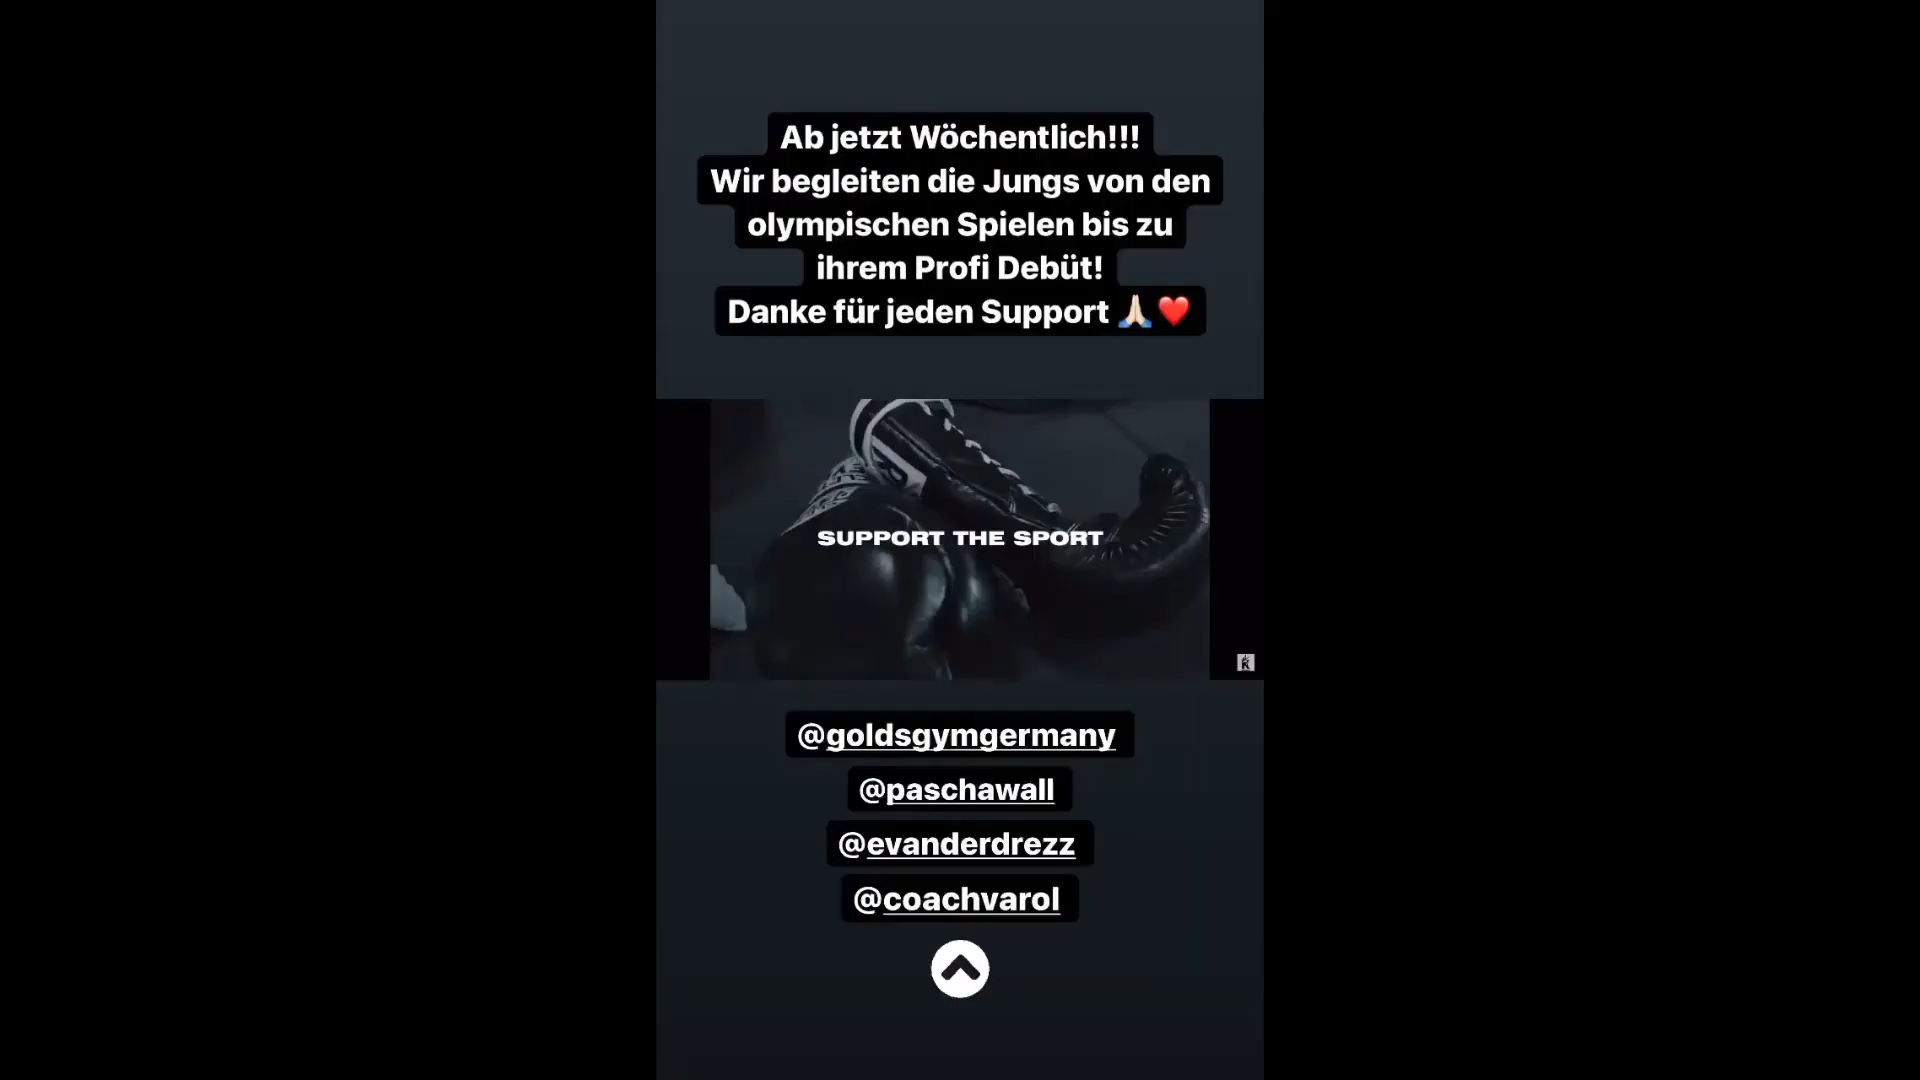 Ab jetzt Wöchentlich!!!
Wir begleiten die Jungs von den
olympischen Spielen bis zu
ihrem Profi Debüt!
Danke für jeden Support 🙏🏻❤️
SUPPORT THE SPORT
@goldsgymgermany
@paschawall
@evanderdrezz
@coachvarol